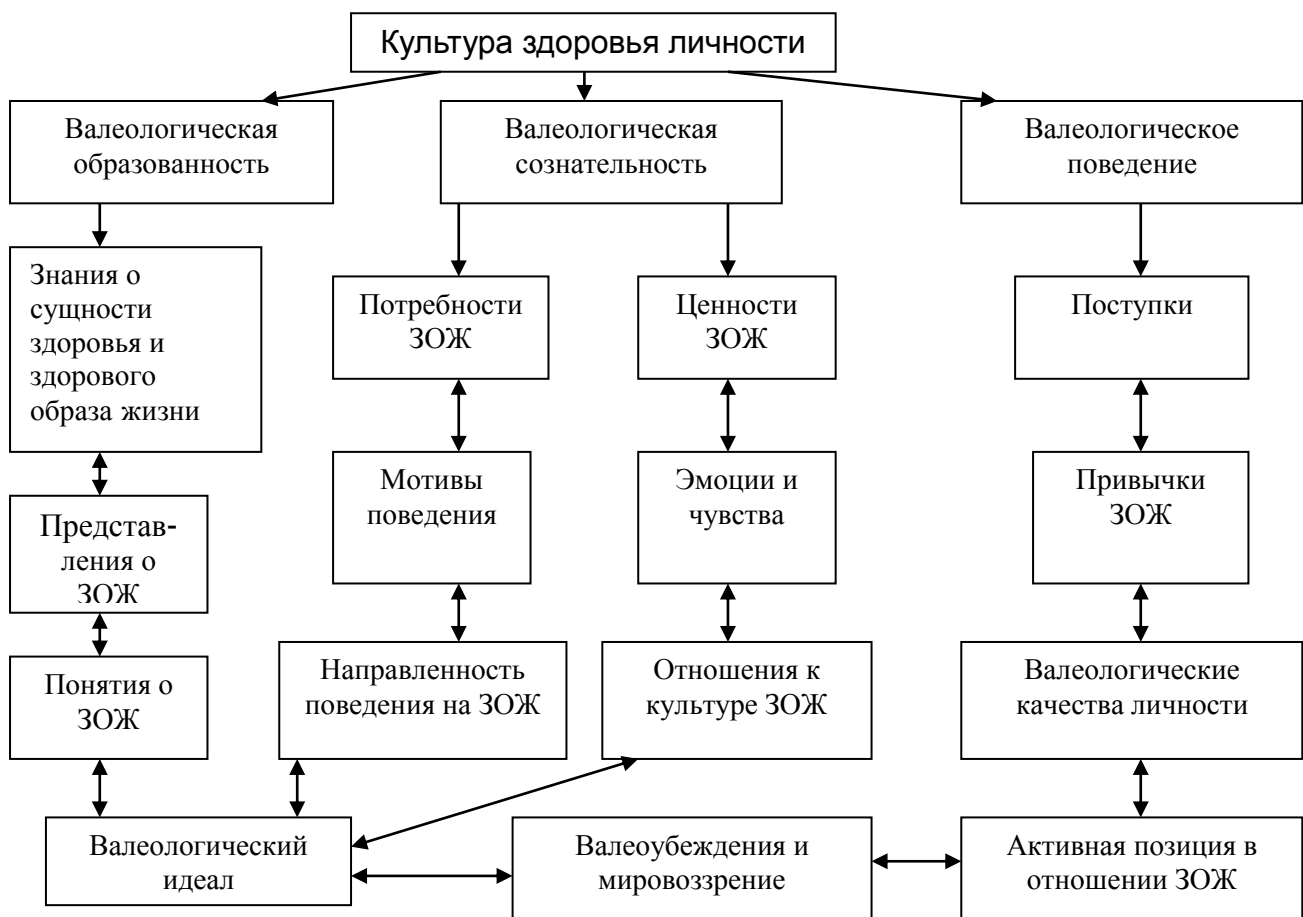 Культура здоровья личности
Валеологическая
образованность
Валеологическая
сознательность
Валеологическое
поведение
Знания о
сущности
здоровья и
здорового
образа жизни
Потребности
ЗОЖ
Ценности
ЗОЖ
Поступки
Представ-
ления о
ЗОЖ
Мотивы
поведения
Эмоции и
чувства
Привычки
ЗОЖ
Понятия о
ЗОЖ
Направленность
поведения на ЗОЖ
Отношения к
культуре ЗОЖ
Валеологические
качества личности
Валеологический
идеал
Валеоубеждения и
мировоззрение
Активная позиция в
отношении ЗОЖ